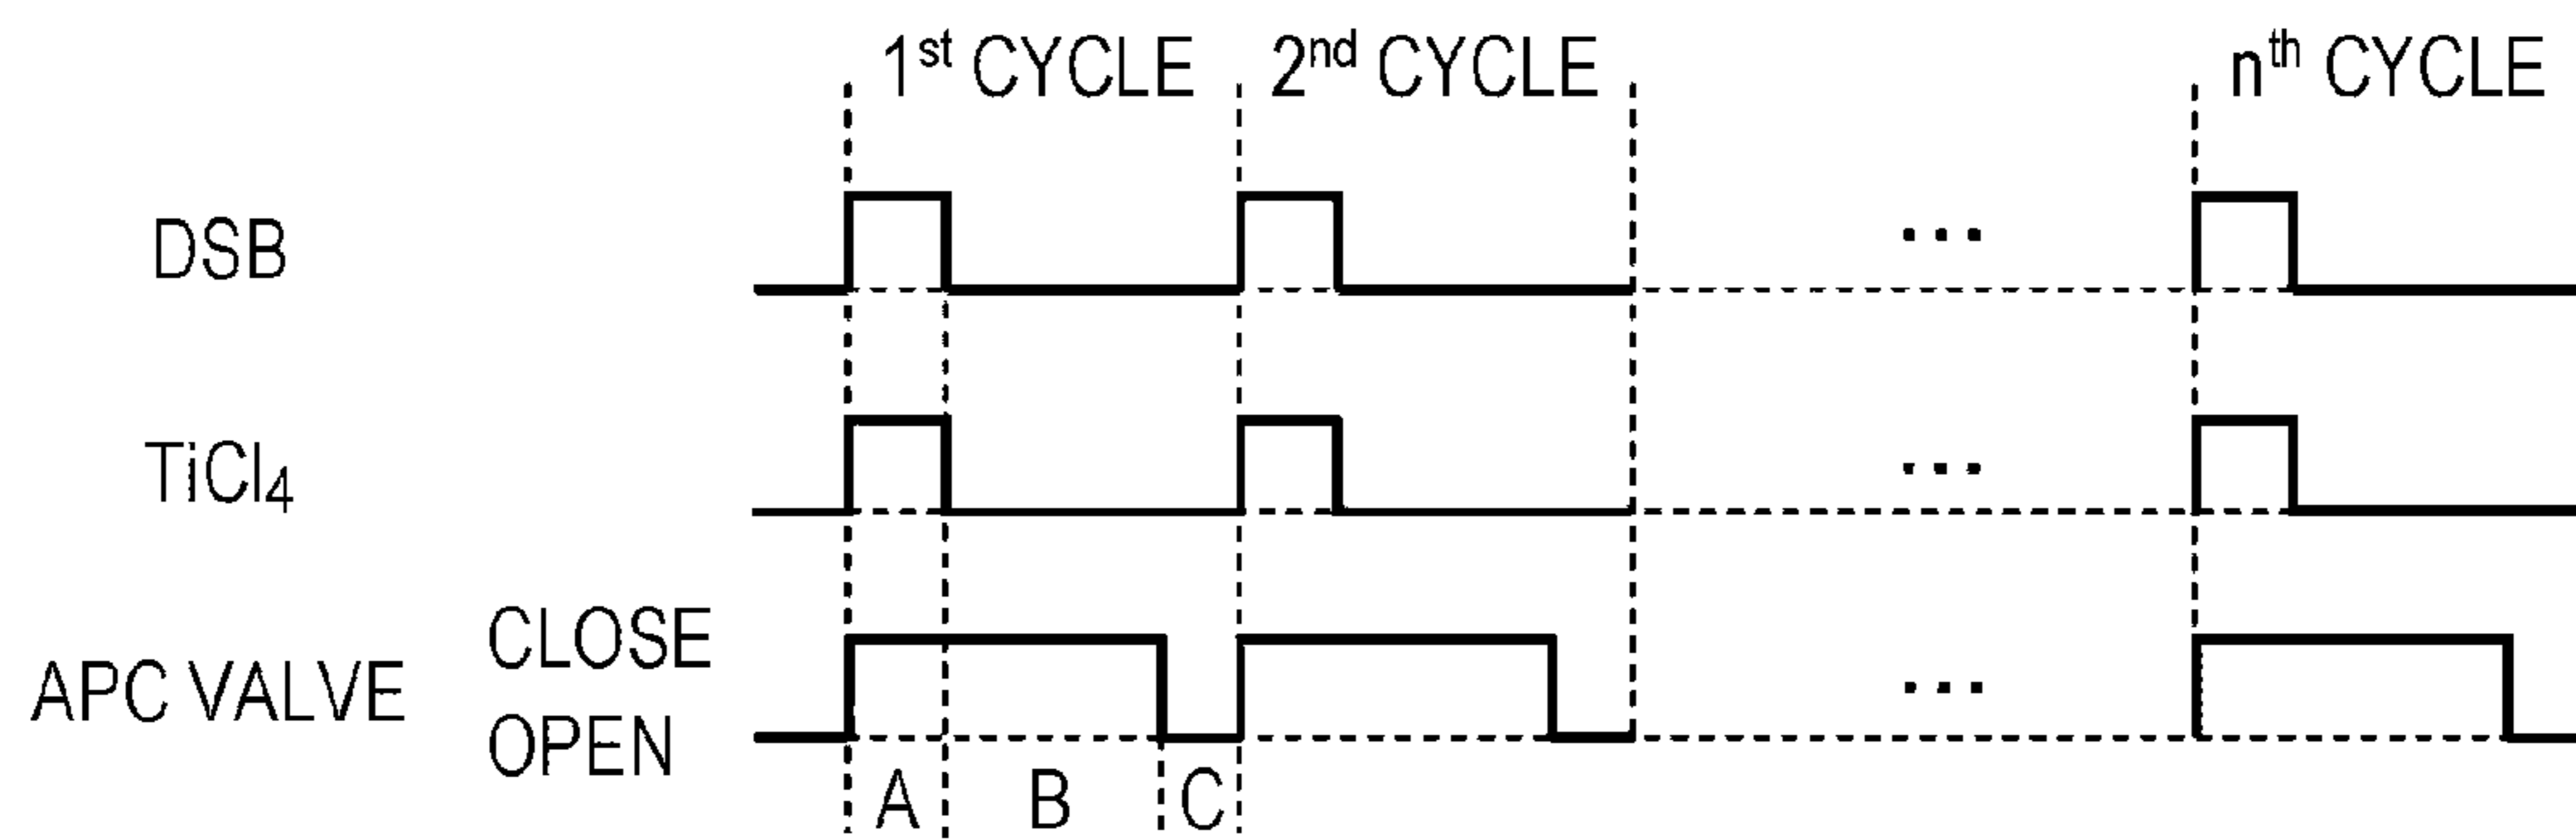 1st CYCLE 2nd CYCLE nth CYCLE
DSB ...
TiCl4 ...
APC VALVE CLOSE OPEN ...
A B C